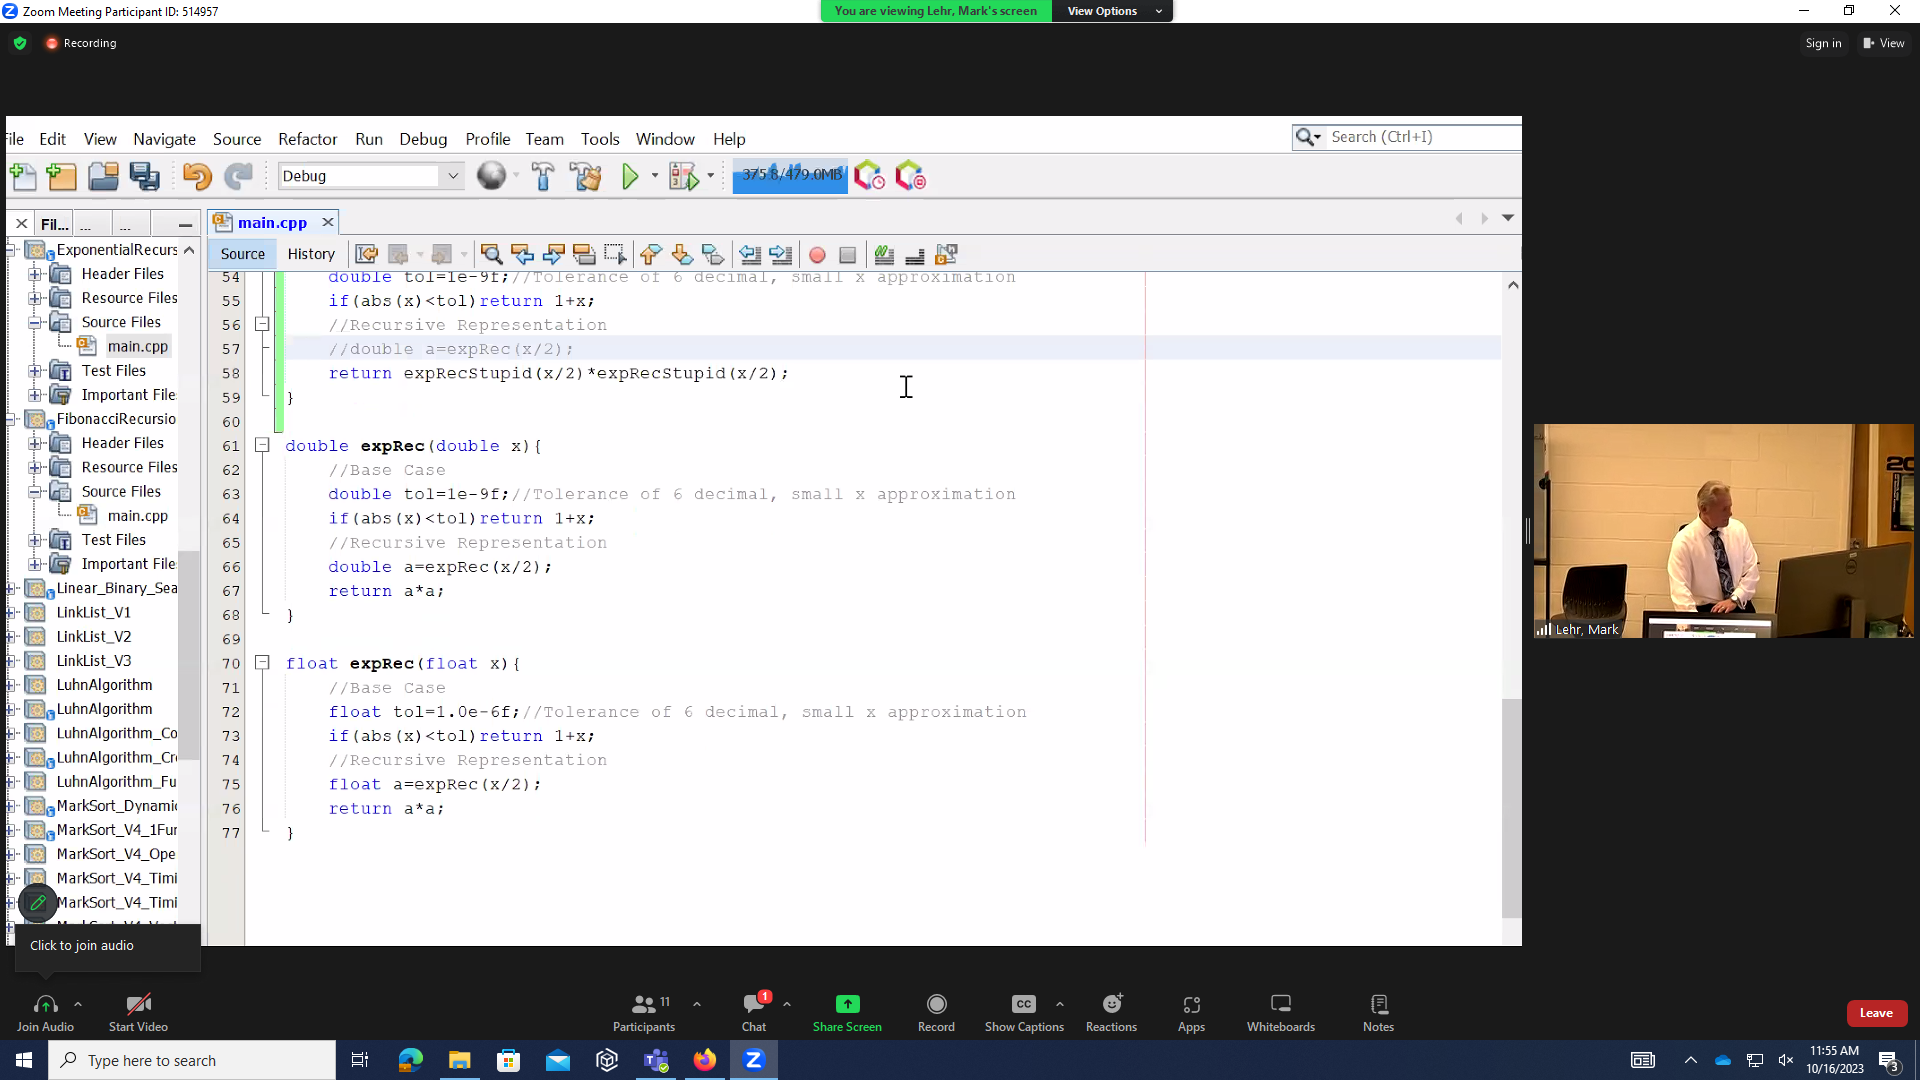 Zoom Meeting Participant ID: 514957
You are viewing Lehr, Mark's screen
View Options
Recording
Sign in
View
File Edit View Navigate Source Refactor Run Debug Profile Team Tools Window Help
Search (Ctrl+I)
Debug
375.8/479.0MB
Fil... ... ...
main.cpp
Source History
ExponentialRecurs
Header Files
Resource Files
Source Files
main.cpp
Test Files
Important File
FibonacciRecursio
Header Files
Resource Files
Source Files
main.cpp
Test Files
Important File
Linear_Binary_Sea
LinkList_V1
LinkList_V2
LinkList_V3
LuhnAlgorithm
LuhnAlgorithm
LuhnAlgorithm_Co
LuhnAlgorithm_Cr
LuhnAlgorithm_Fu
MarkSort_Dynamic
MarkSort_V4_1Fun
MarkSort_V4_Ope
MarkSort_V4_Timi
MarkSort_V4_Timi
54 double tol=1e-9f;//Tolerance of 6 decimal, small x approximation
55 if(abs(x)<tol)return 1+x;
56 //Recursive Representation
57 //double a=expRec(x/2);
58 return expRecStupid(x/2)*expRecStupid(x/2);
59 }
60
61 double expRec(double x){
62 //Base Case
63 double tol=1e-9f;//Tolerance of 6 decimal, small x approximation
64 if(abs(x)<tol)return 1+x;
65 //Recursive Representation
66 double a=expRec(x/2);
67 return a*a;
68 }
69
70 float expRec(float x){
71 //Base Case
72 float tol=1.0e-6f;//Tolerance of 6 decimal, small x approximation
73 if(abs(x)<tol)return 1+x;
74 //Recursive Representation
75 float a=expRec(x/2);
76 return a*a;
77 }
Lehr, Mark
Click to join audio
Join Audio
Start Video
11
Participants
1
Chat
Share Screen
Record
CC
Show Captions
Reactions
Apps
Whiteboards
Notes
Leave
Type here to search
11:55 AM
10/16/2023
3